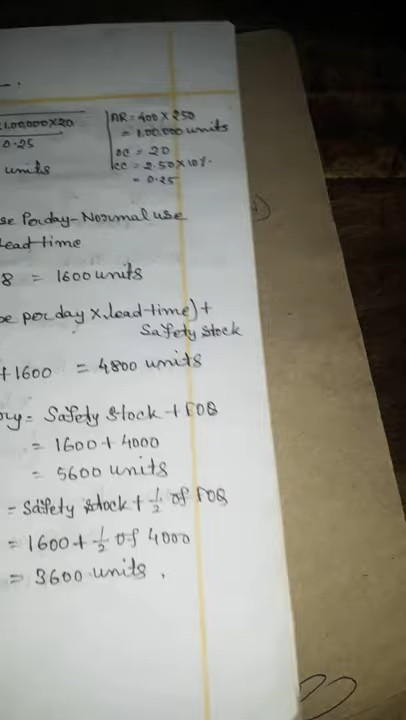 1,00,000 X 20
0.25
units
AR = 400 X 250
= 1,00,000 units
OC = 20
CC = 2.50 X 10%
= 0.25
se Per day - Normal use
Lead time
8 = 1600 units
per day X lead-time) +
Safety stock
+ 1600 = 4800 units
ory = Safety stock + EOQ
= 1600 + 4000
= 5600 units
= Safety stock + 1/2 of EOQ
= 1600 + 1/2 of 4000
= 3600 units .